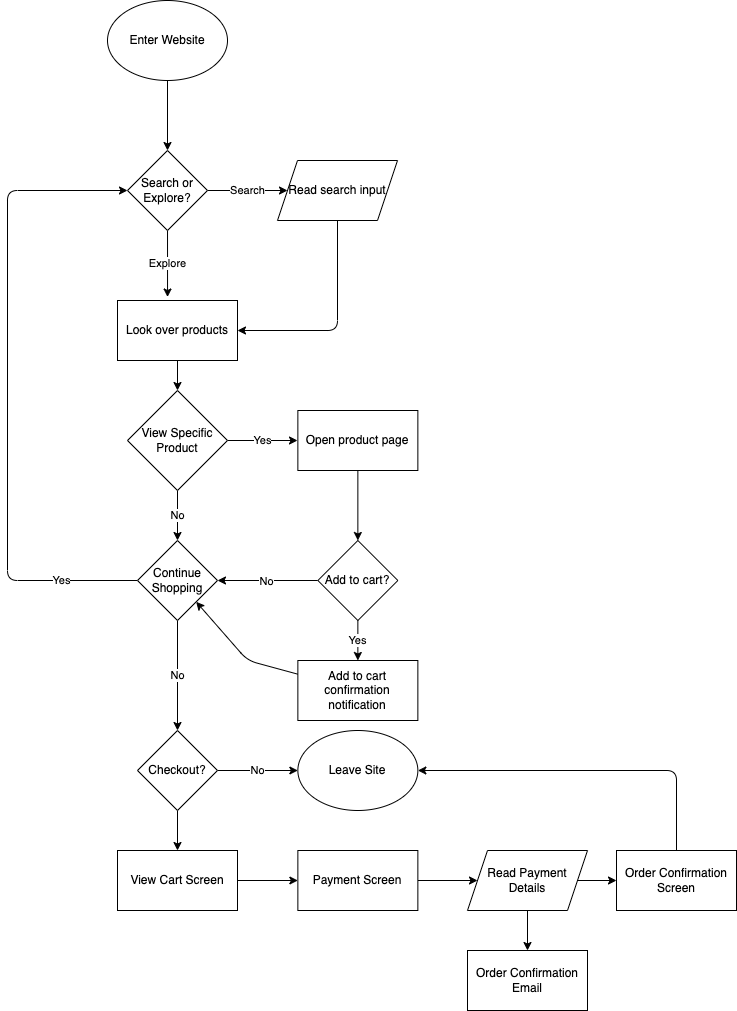 Enter Website
Search or
Explore?
Search
Read search input
Explore
Look over products
View Specific
Product
Yes
Open product page
No
Continue
Shopping
Yes
No
Add to cart?
Yes
No
Add to cart
confirmation
notification
Checkout?
No
Leave Site
View Cart Screen
Payment Screen
Read Payment
Details
Order Confirmation
Screen
Order Confirmation
Email